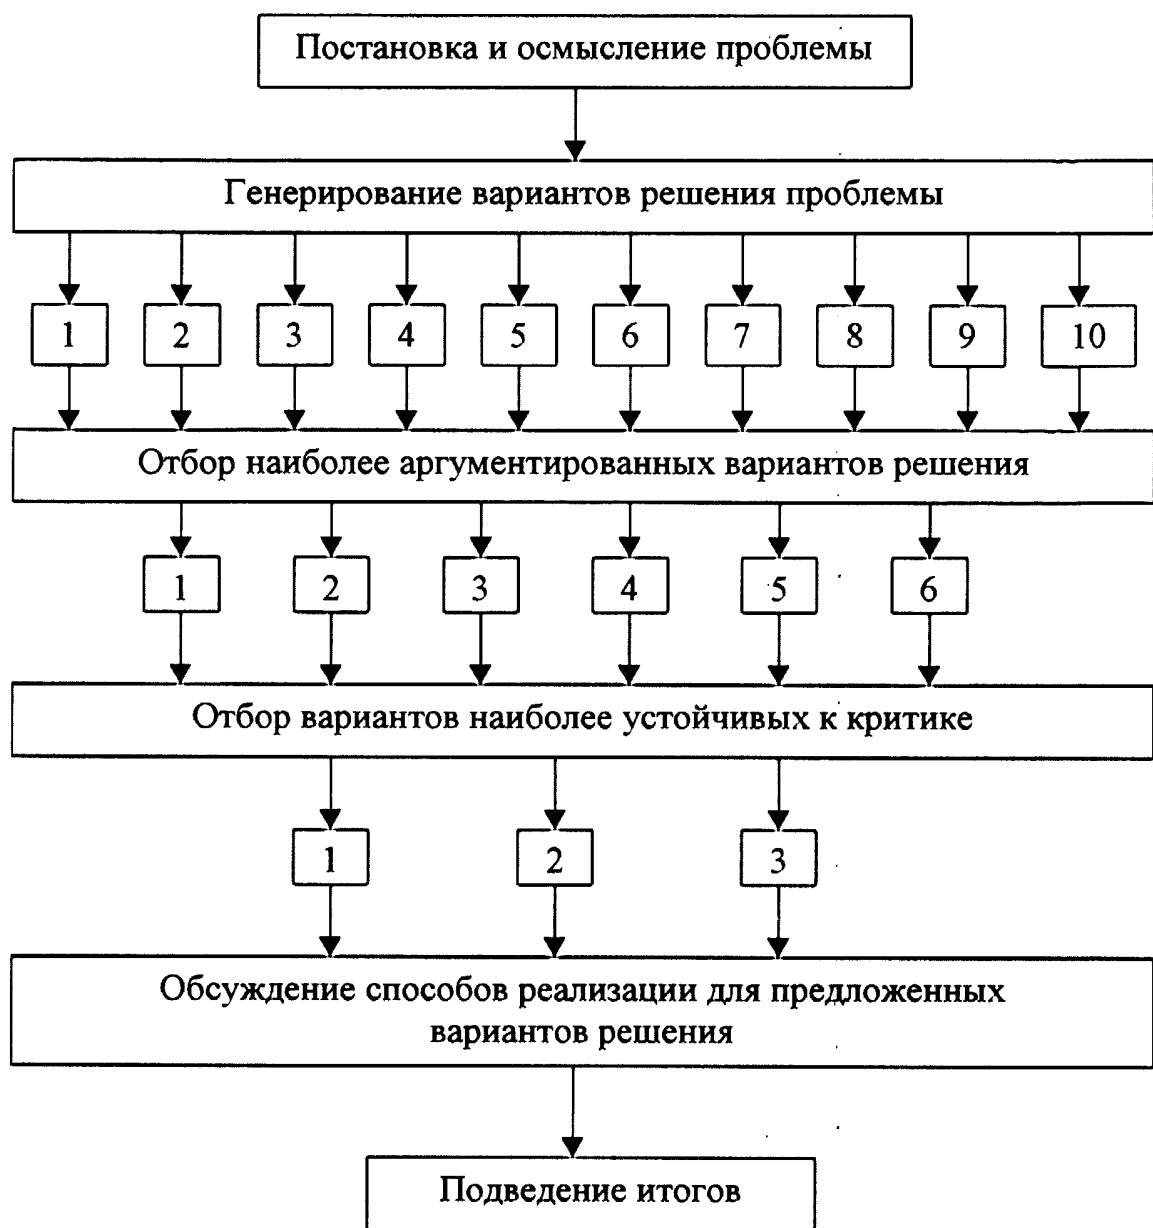 Постановка и осмысление проблемы
Генерирование вариантов решения проблемы
1 2 3 4 5 6 7 8 9 10
Отбор наиболее аргументированных вариантов решения
1 2 3 4 5 6
Отбор вариантов наиболее устойчивых к критике
1 2 3
Обсуждение способов реализации для предложенных
вариантов решения
Подведение итогов